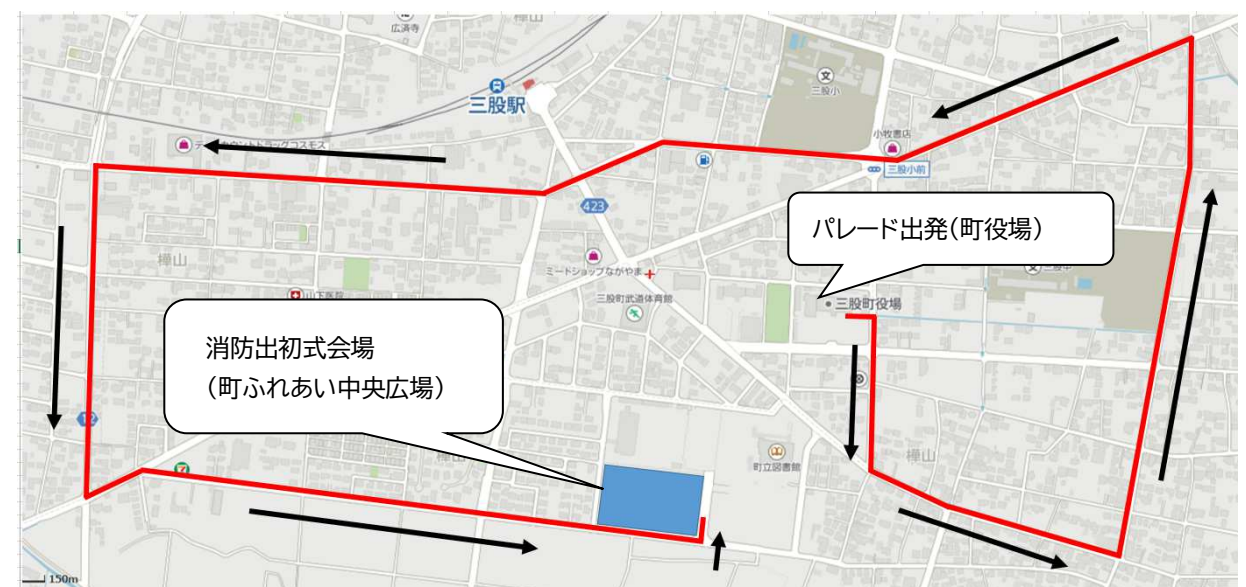 樺山
広済寺
三股駅
三股小
小牧書店
三股小前
423
パレード出発(町役場)
樺山
ミートショップながやま
三股町武道体育館
山下医院
三股町役場
消防出初式会場
(町ふれあい中央広場)
12
樺山
町立図書館
樺山
150m